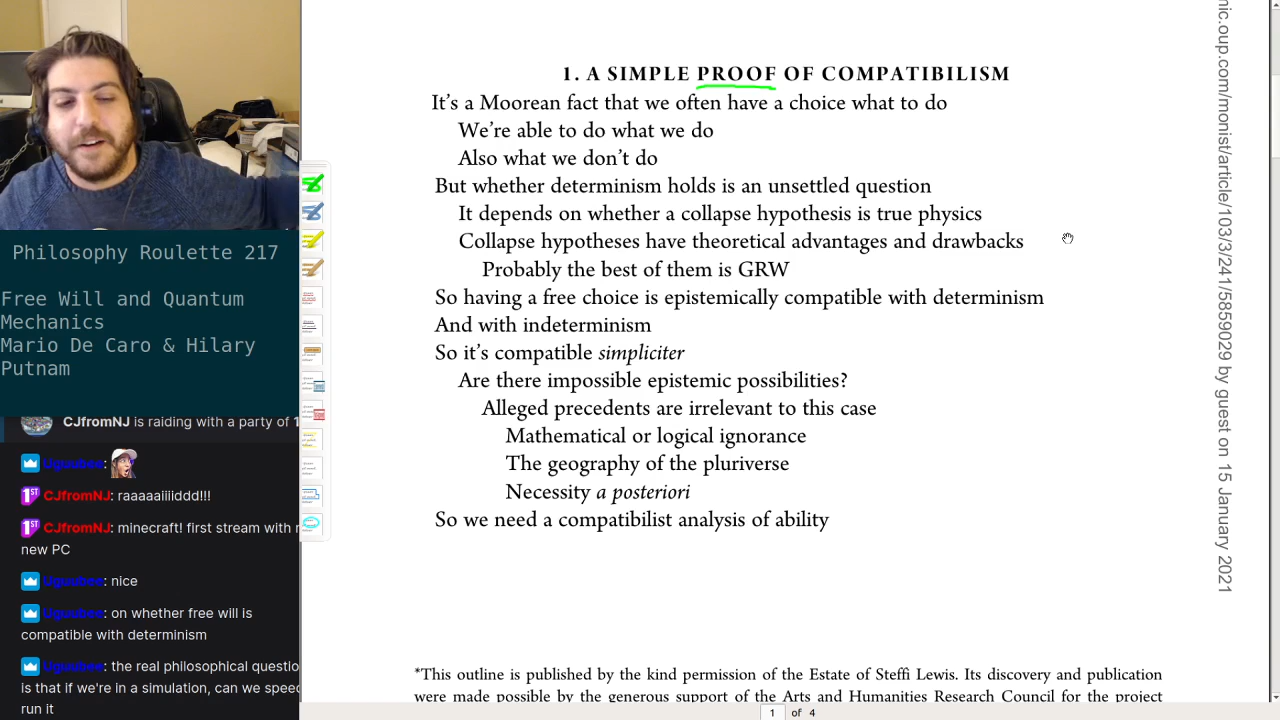 Philosophy Roulette 217
Free Will and Quantum
Mechanics
Mario De Caro & Hilary
Putnam
CJfromNJ is raiding with a party of 1
Uguubee:
CJfromNJ: raaaaaiiiiddd!!!
CJfromNJ: minecraft! first stream with
new PC
Uguubee: nice
Uguubee: on whether free will is
compatible with determinism
Uguubee: the real philosophical questio
is that if we're in a simulation, can we speed
run it
1. A SIMPLE PROOF OF COMPATIBILISM
It's a Moorean fact that we often have a choice what to do
We're able to do what we do
Also what we don't do
But whether determinism holds is an unsettled question
It depends on whether a collapse hypothesis is true physics
Collapse hypotheses have theoretical advantages and drawbacks
Probably the best of them is GRW
So having a free choice is epistemically compatible with determinism
And with indeterminism
So it's compatible simpliciter
Are there impossible epistemic possibilities?
Alleged precedents are irrelevant to this case
Mathematical or logical ignorance
The geography of the pluriverse
Necessity a posteriori
So we need a compatibilist analysis of ability
*This outline is published by the kind permission of the Estate of Steffi Lewis. Its discovery and publication
were made possible by the generous support of the Arts and Humanities Research Council for the project
1 of 4
nic.oup.com/monist/article/103/3/241/5859029 by guest on 15 January 2021